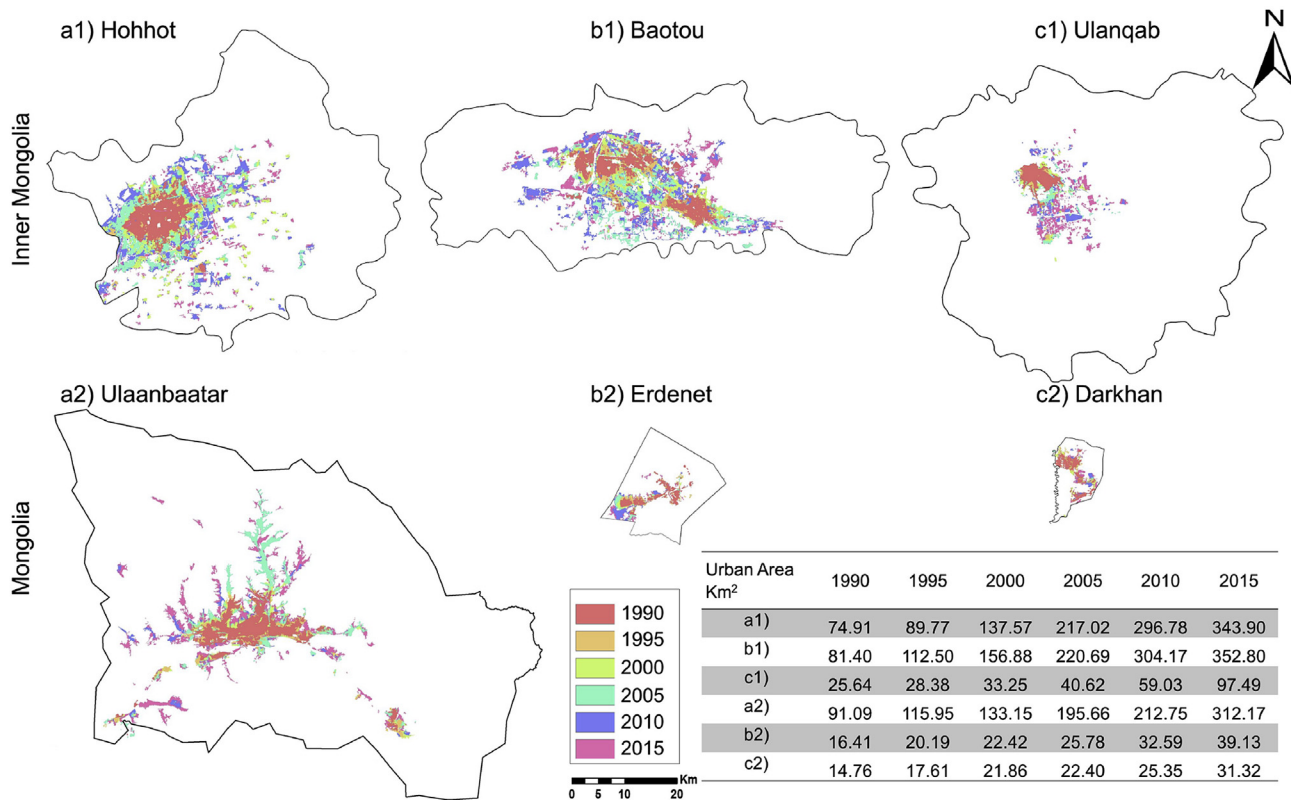 a1) Hohhot
b1) Baotou
c1) Ulanqab
N
Inner Mongolia
a2) Ulaanbaatar
b2) Erdenet
c2) Darkhan
Mongolia
1990
1995
2000
2005
2010
2015
Km
0 5 10 20
Urban Area
Km² 1990 1995 2000 2005 2010 2015
a1) 74.91 89.77 137.57 217.02 296.78 343.90
b1) 81.40 112.50 156.88 220.69 304.17 352.80
c1) 25.64 28.38 33.25 40.62 59.03 97.49
a2) 91.09 115.95 133.15 195.66 212.75 312.17
b2) 16.41 20.19 22.42 25.78 32.59 39.13
c2) 14.76 17.61 21.86 22.40 25.35 31.32